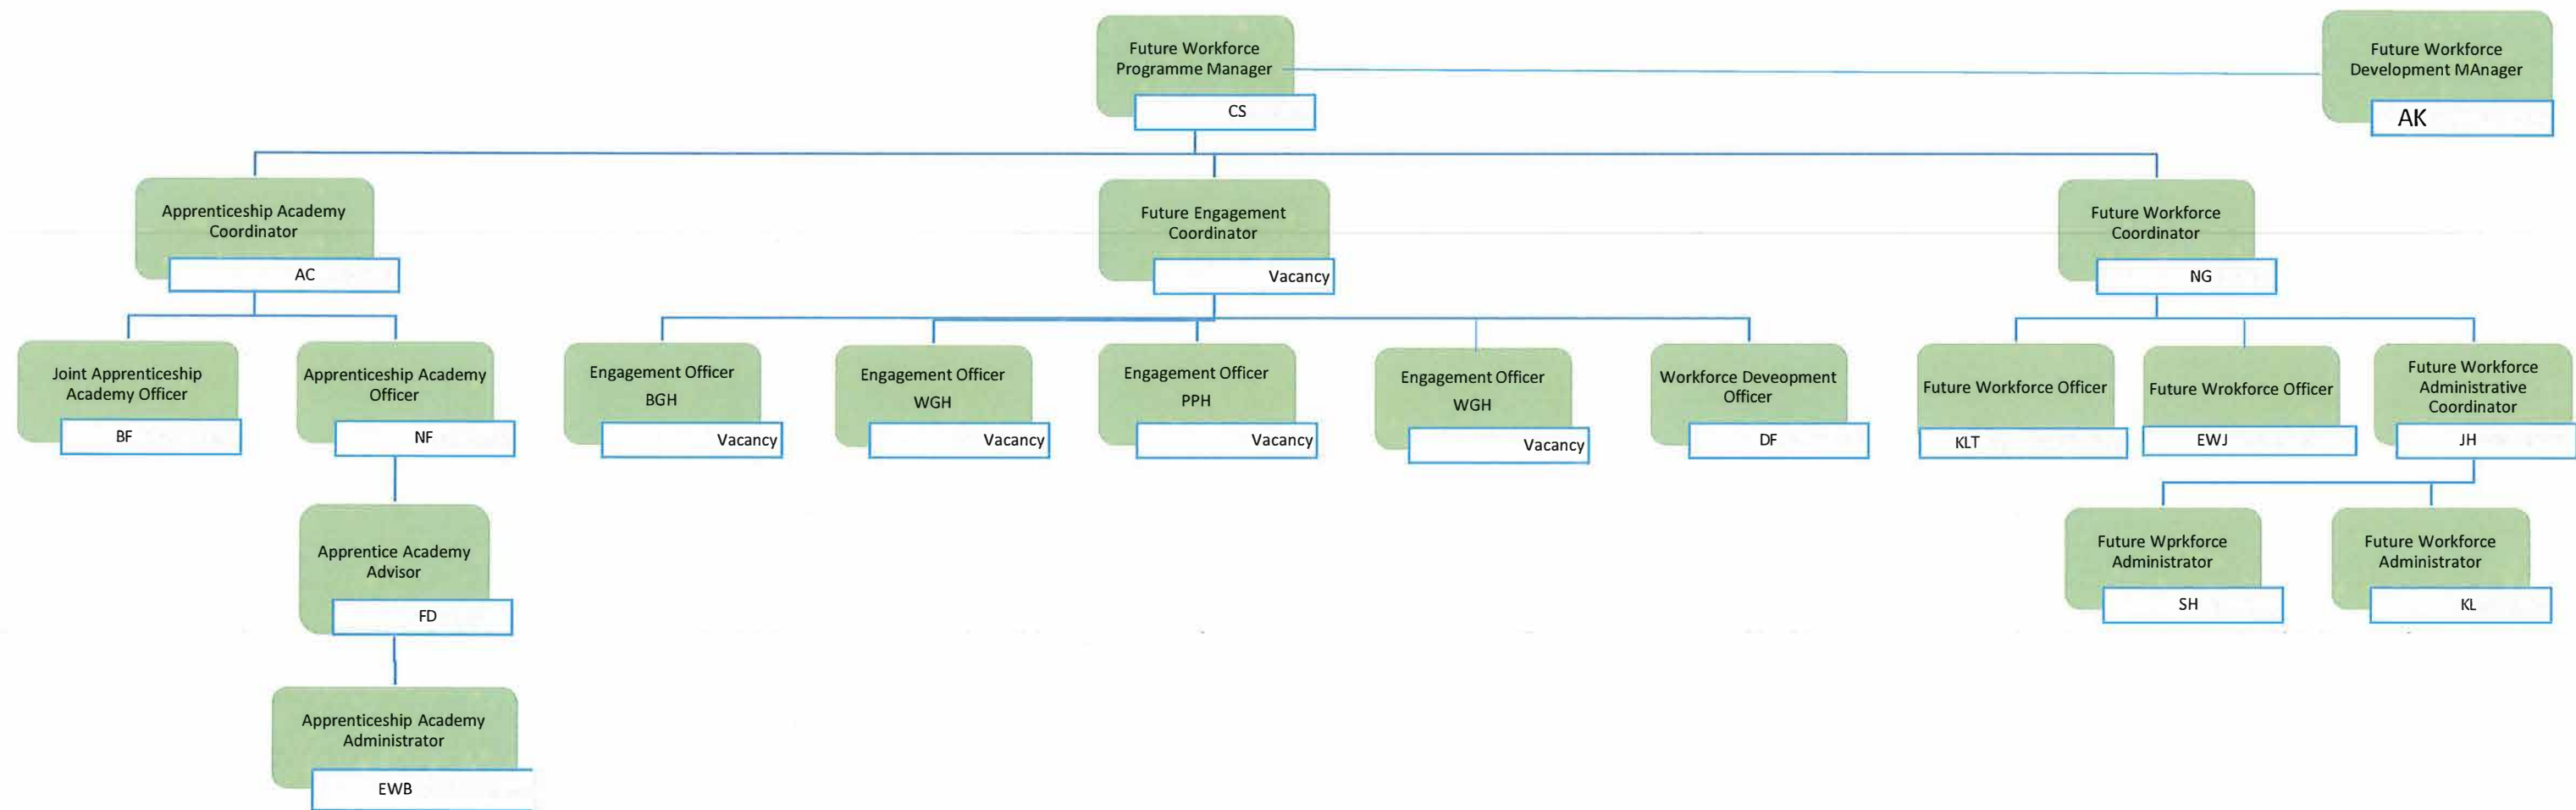 Future Workforce
Programme Manager
CS
Future Workforce
Development MAnager
AK
Apprenticeship Academy
Coordinator
AC
Future Engagement
Coordinator
Vacancy
Future Workforce
Coordinator
NG
Joint Apprenticeship
Academy Officer
BF
Apprenticeship Academy
Officer
NF
Engagement Officer
BGH
Vacancy
Engagement Officer
WGH
Vacancy
Engagement Officer
PPH
Vacancy
Engagement Officer
WGH
Vacancy
Workforce Deveopment
Officer
DF
Future Workforce Officer
KLT
Future Wrokforce Officer
EWJ
Future Workforce
Administrative
Coordinator
JH
Apprentice Academy
Advisor
FD
Future Wprkforce
Administrator
SH
Future Workforce
Administrator
KL
Apprenticeship Academy
Administrator
EWB